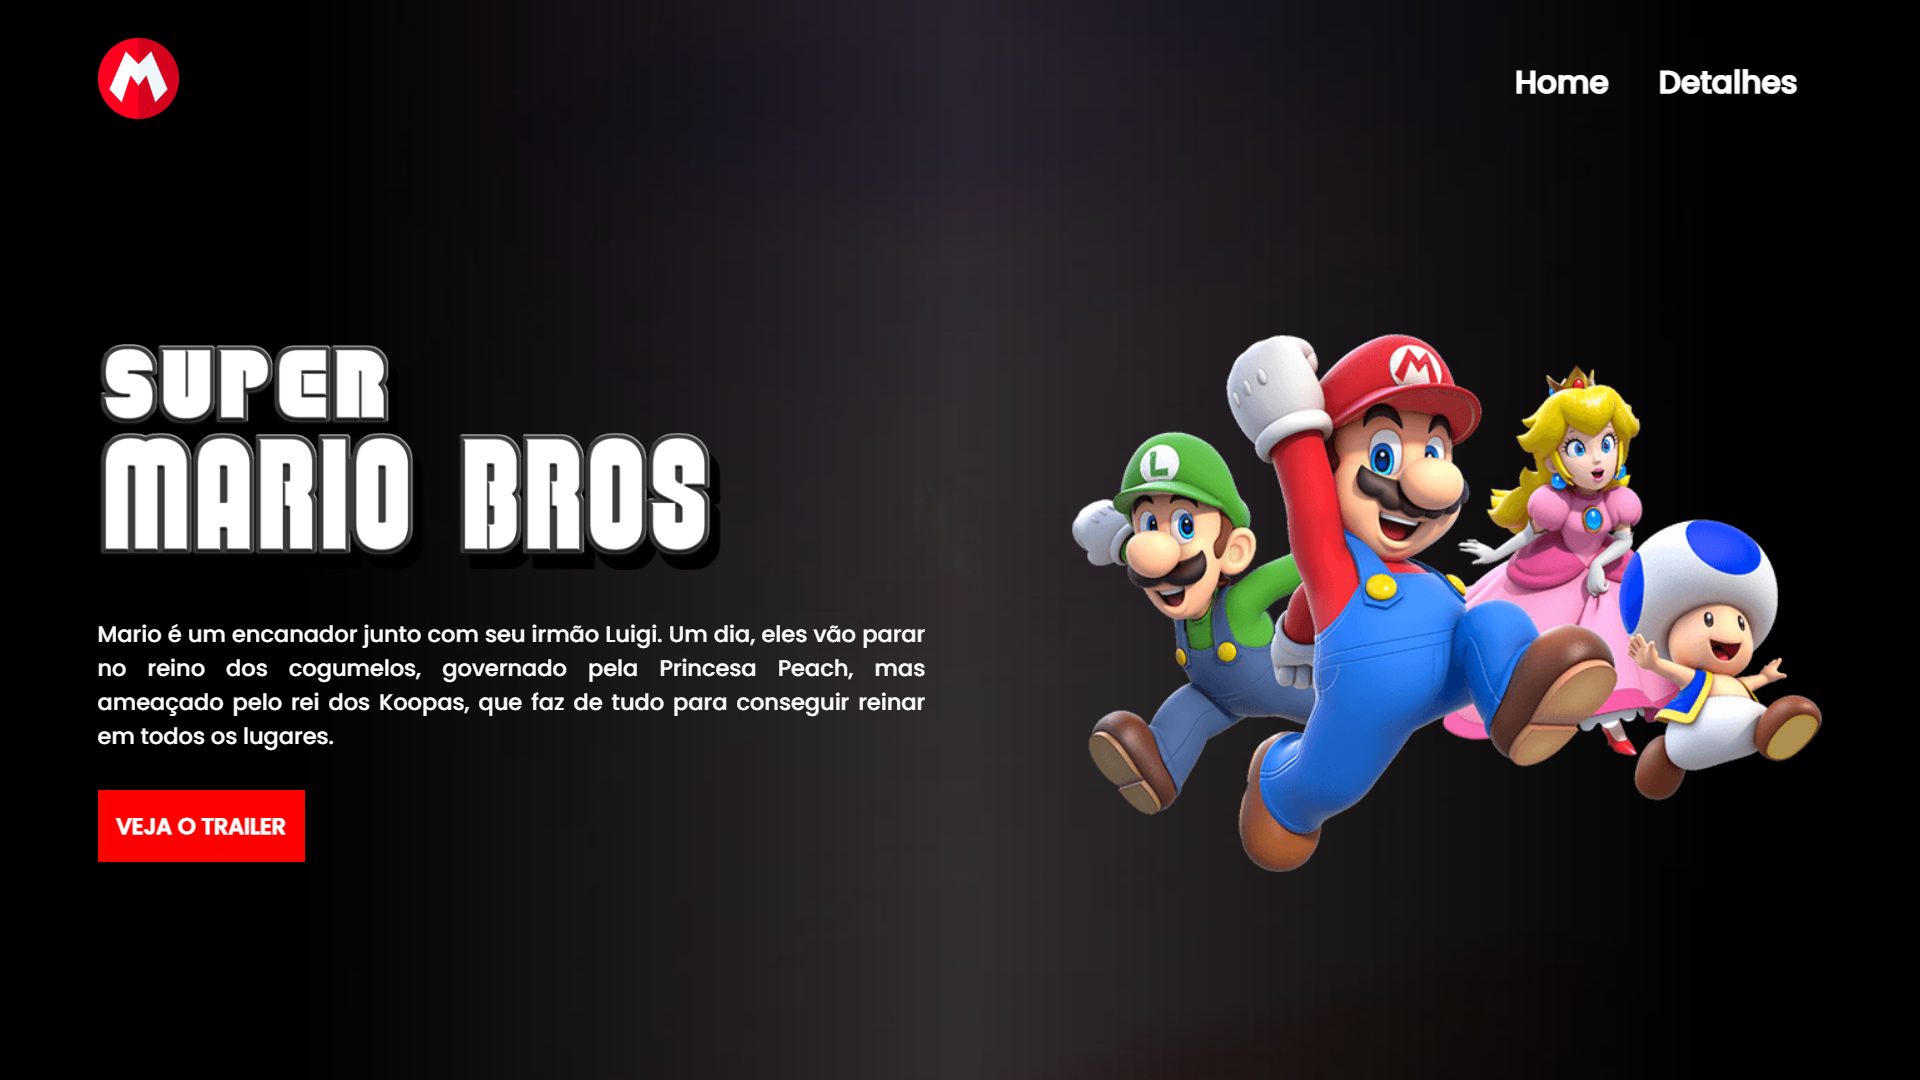 M
Home Detalhes
SUPER
MARIO BROS
M
L
Mario é um encanador junto com seu irmão Luigi. Um dia, eles vão parar
no reino dos cogumelos, governado pela Princesa Peach, mas
ameaçado pelo rei dos Koopas, que faz de tudo para conseguir reinar
em todos os lugares.
VEJA O TRAILER